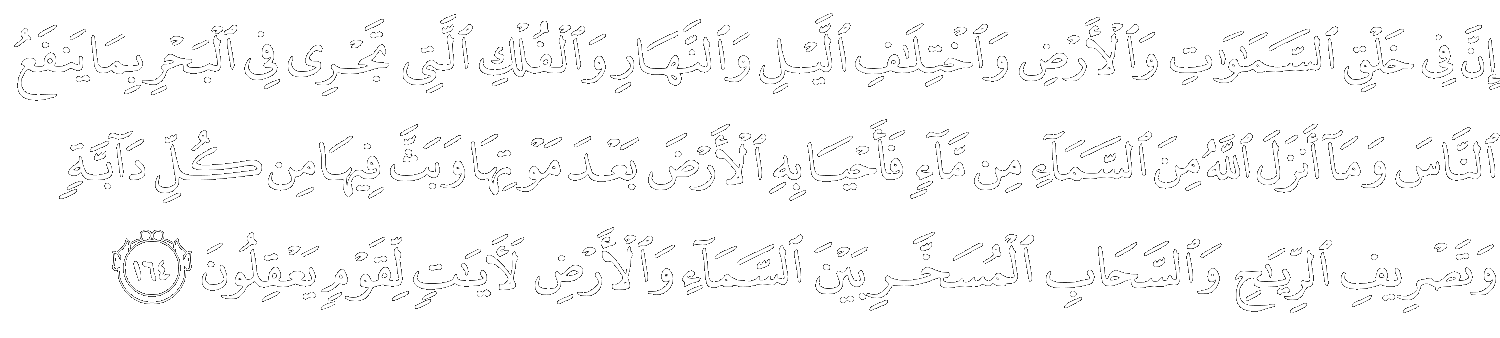 إِنَّ فِي خَلْقِ ٱلسَّمَـٰوَٰتِ وَٱلْأَرْضِ وَٱخْتِلَـٰفِ ٱلَّيْلِ وَٱلنَّهَارِ وَٱلْفُلْكِ ٱلَّتِى تَجْرِى فِى ٱلْبَحْرِ بِمَا يَنفَعُ
ٱلنَّاسَ وَمَآ أَنزَلَ ٱللَّهُ مِنَ ٱلسَّمَآءِ مِن مَّآءٍ فَأَحْيَا بِهِ ٱلْأَرْضَ بَعْدَ مَوْتِهَا وَبَثَّ فِيهَا مِن كُلِّ دَآبَّةٍ
وَتَصْرِيفِ ٱلرِّيَـٰحِ وَٱلسَّحَابِ ٱلْمُسَخَّرِ بَيْنَ ٱلسَّمَآءِ وَٱلْأَرْضِ لَـَٔايَـٰتٍ لِّقَوْمٍ يَعْقِلُونَ ١٦٤